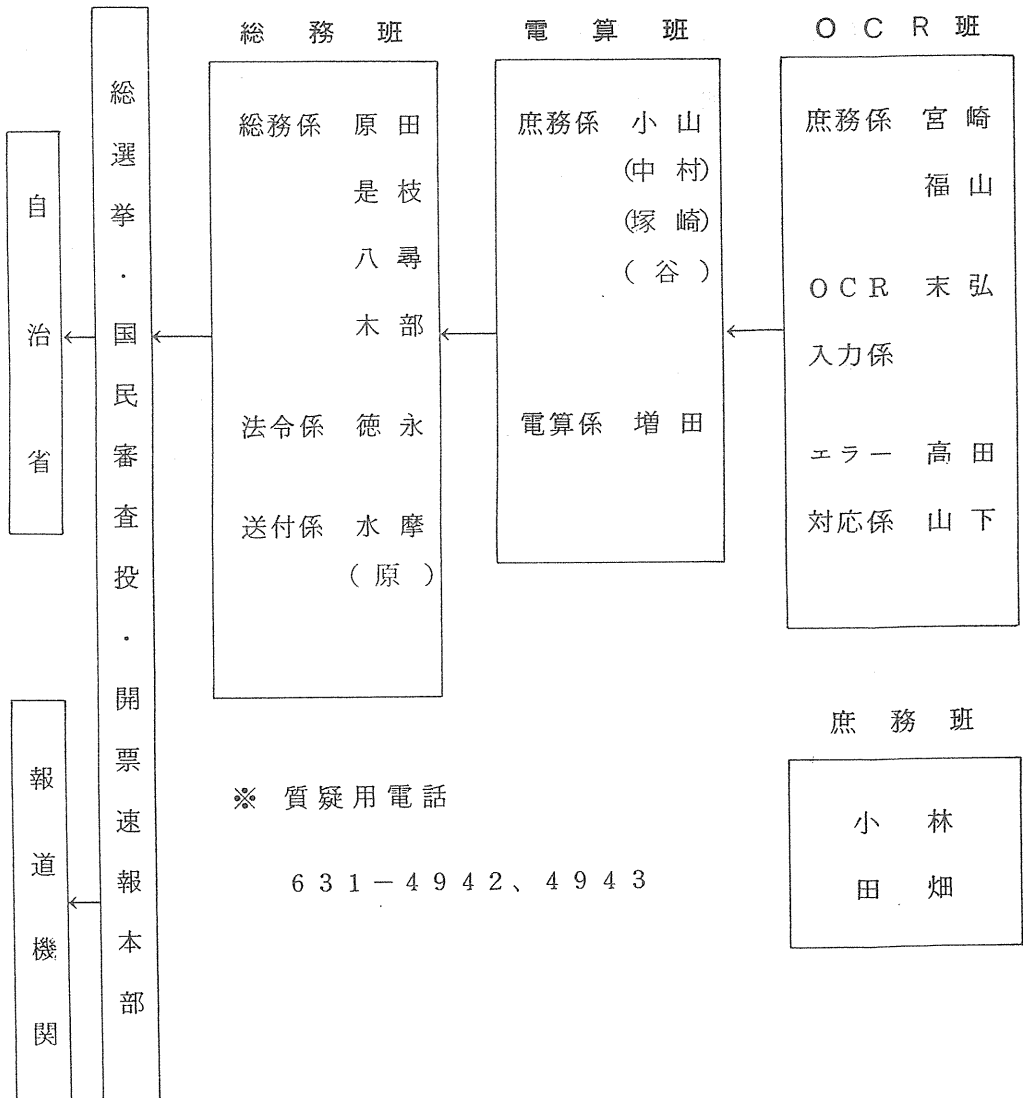 自治省
報道機関
総選挙・国民審査投・開票速報本部
総務班
総務係 原田
是枝
八尋
木部
法令係 徳永
送付係 水摩
(原)
電算班
庶務係 小山
(中村)
(塚崎)
(谷)
電算係 増田
OCR班
庶務係 宮崎
福山
OCR 末弘
入力係
エラー 高田
対応係 山下
庶務班
小林
田畑
※ 質疑用電話
631-4942、4943